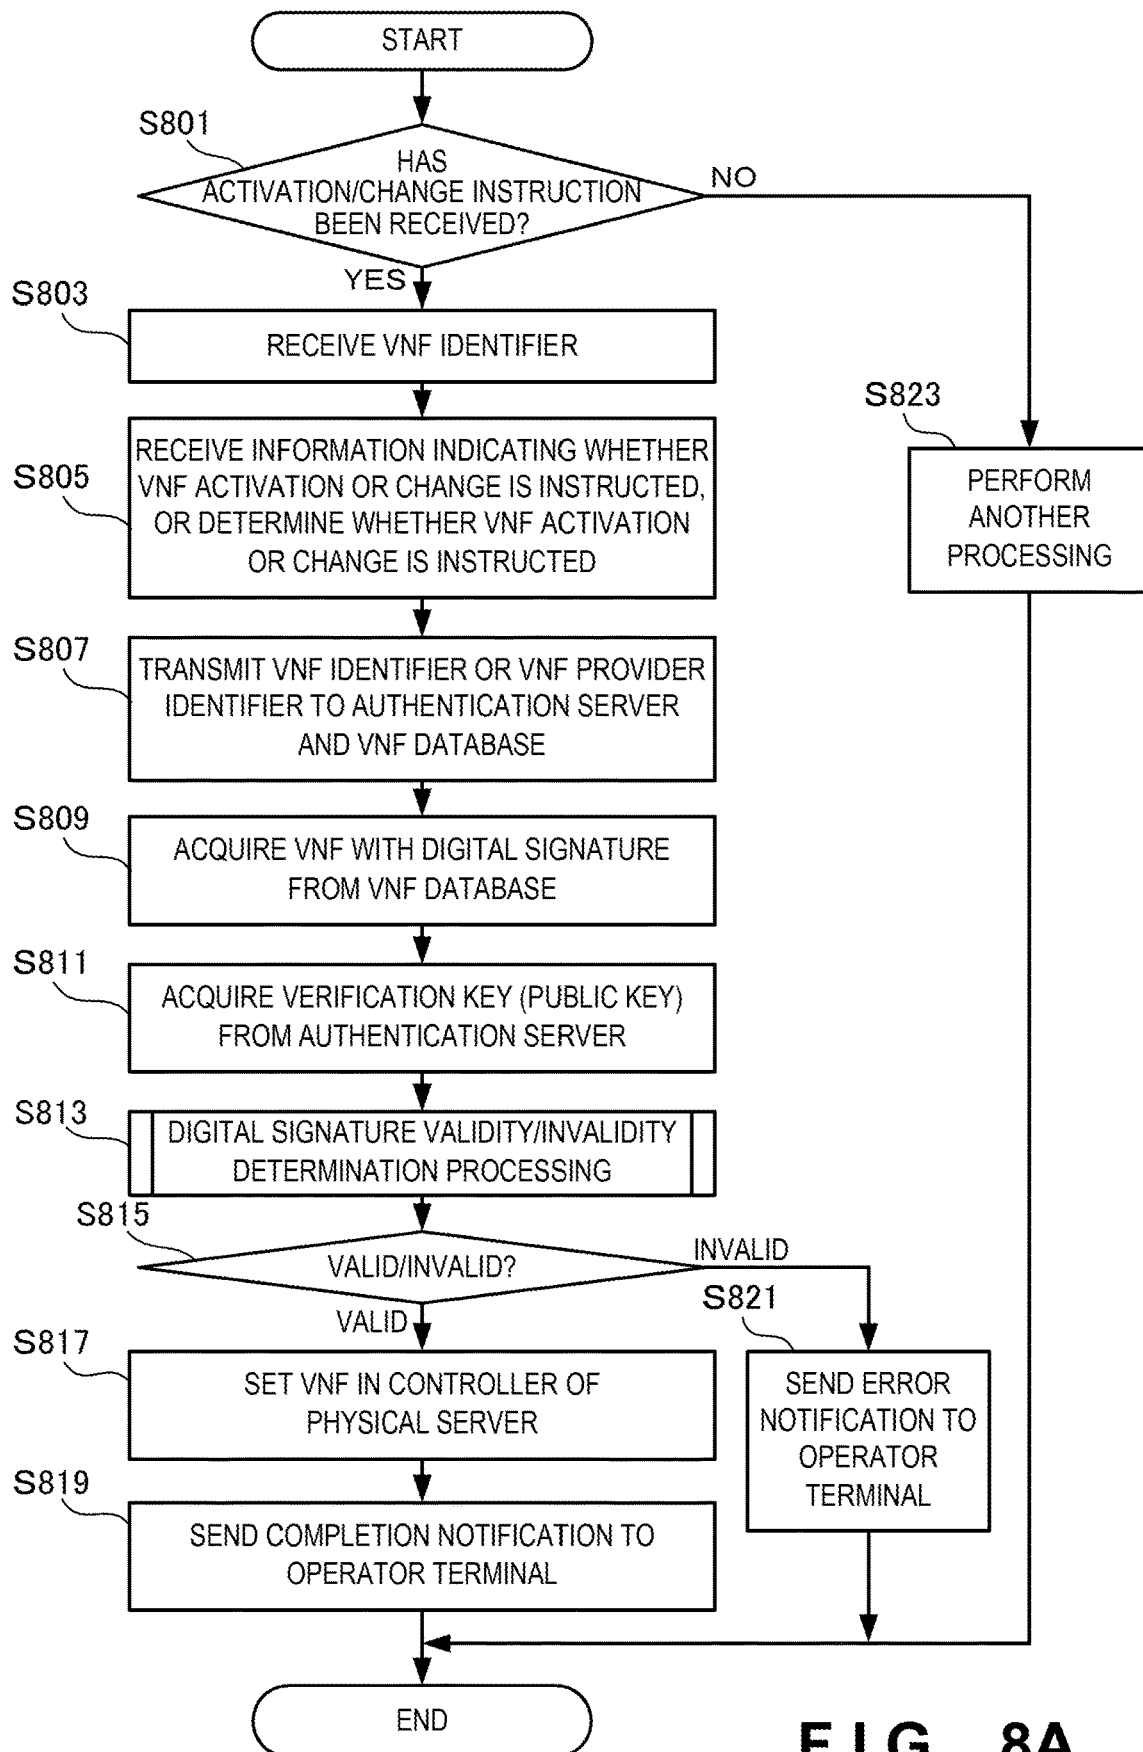 START
S801
HAS
ACTIVATION/CHANGE INSTRUCTION
BEEN RECEIVED?
NO
YES
S803
RECEIVE VNF IDENTIFIER
S805
RECEIVE INFORMATION INDICATING WHETHER
VNF ACTIVATION OR CHANGE IS INSTRUCTED,
OR DETERMINE WHETHER VNF ACTIVATION
OR CHANGE IS INSTRUCTED
S823
PERFORM
ANOTHER
PROCESSING
S807
TRANSMIT VNF IDENTIFIER OR VNF PROVIDER
IDENTIFIER TO AUTHENTICATION SERVER
AND VNF DATABASE
S809
ACQUIRE VNF WITH DIGITAL SIGNATURE
FROM VNF DATABASE
S811
ACQUIRE VERIFICATION KEY (PUBLIC KEY)
FROM AUTHENTICATION SERVER
S813
DIGITAL SIGNATURE VALIDITY/INVALIDITY
DETERMINATION PROCESSING
S815
VALID/INVALID?
INVALID
VALID
S817
SET VNF IN CONTROLLER OF
PHYSICAL SERVER
S821
SEND ERROR
NOTIFICATION TO
OPERATOR
TERMINAL
S819
SEND COMPLETION NOTIFICATION TO
OPERATOR TERMINAL
END
FIG. 8A